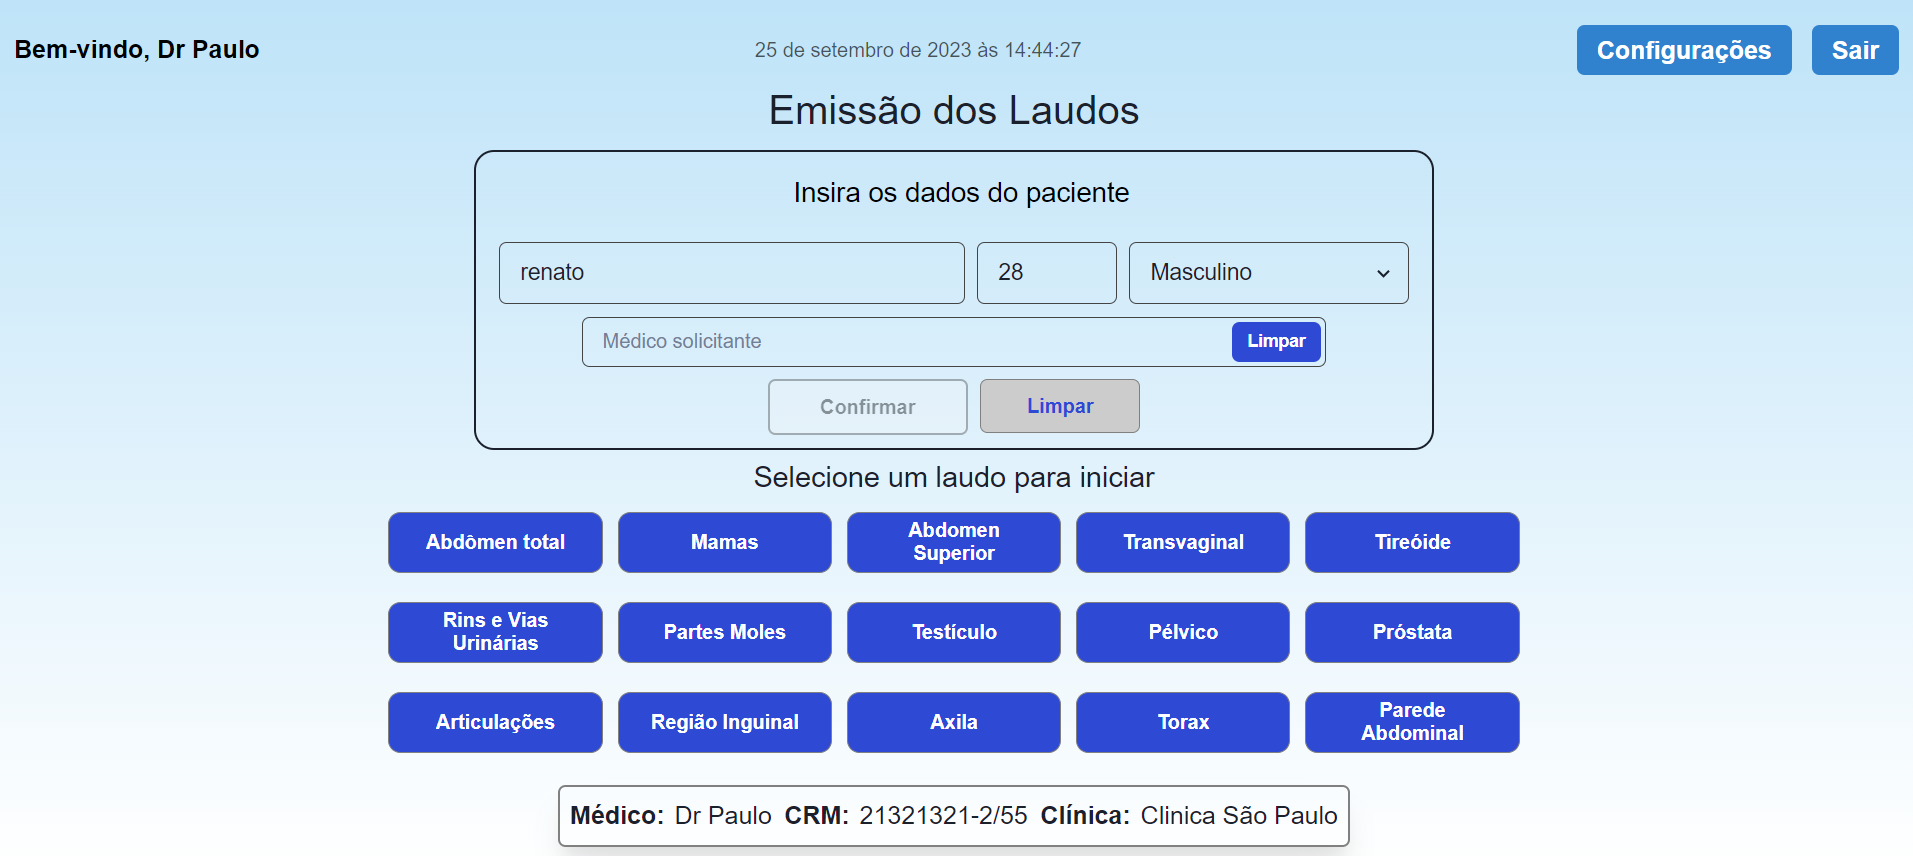 Bem-vindo, Dr Paulo
25 de setembro de 2023 às 14:44:27
Configurações
Sair
Emissão dos Laudos
Insira os dados do paciente
renato
28
Masculino
Médico solicitante
Limpar
Confirmar
Limpar
Selecione um laudo para iniciar
Abdômen total
Mamas
Abdomen
Superior
Transvaginal
Tireóide
Rins e Vias
Urinárias
Partes Moles
Testículo
Pélvico
Próstata
Articulações
Região Inguinal
Axila
Torax
Parede
Abdominal
Médico: Dr Paulo CRM: 21321321-2/55 Clínica: Clinica São Paulo